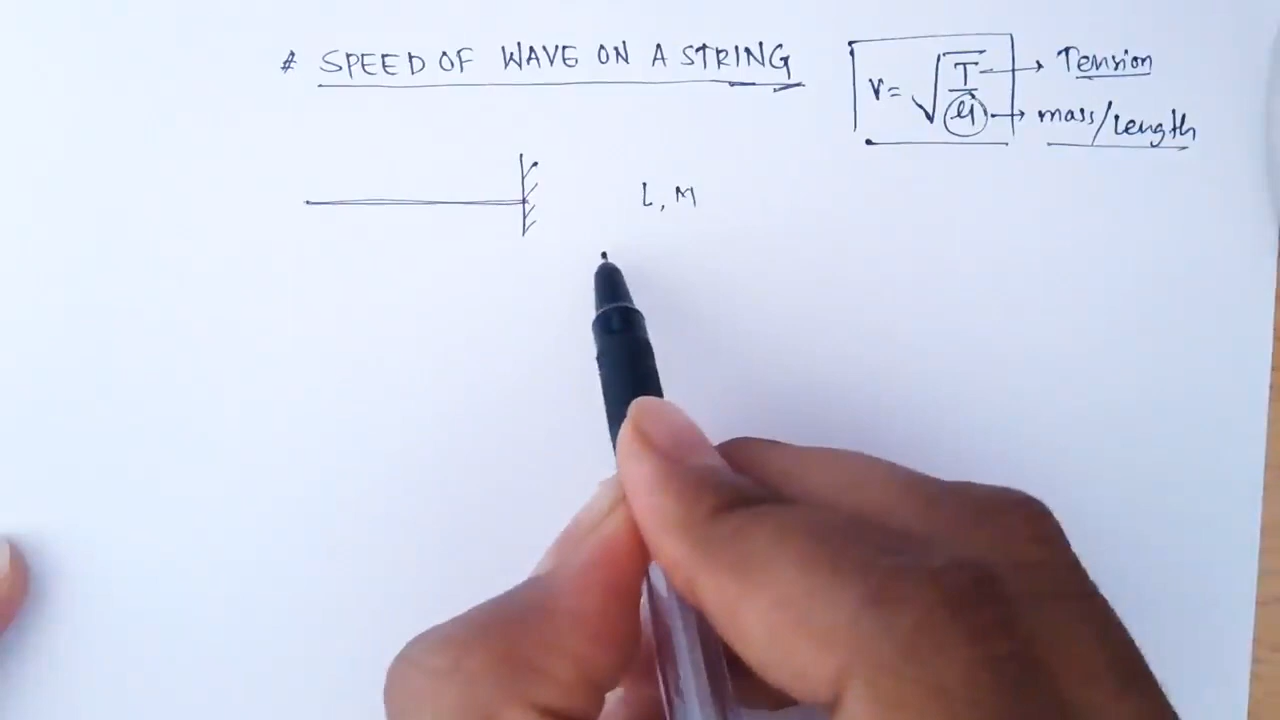 # SPEED OF WAVE ON A STRING
v = √T/μ → Tension
→ mass/Length
L, M